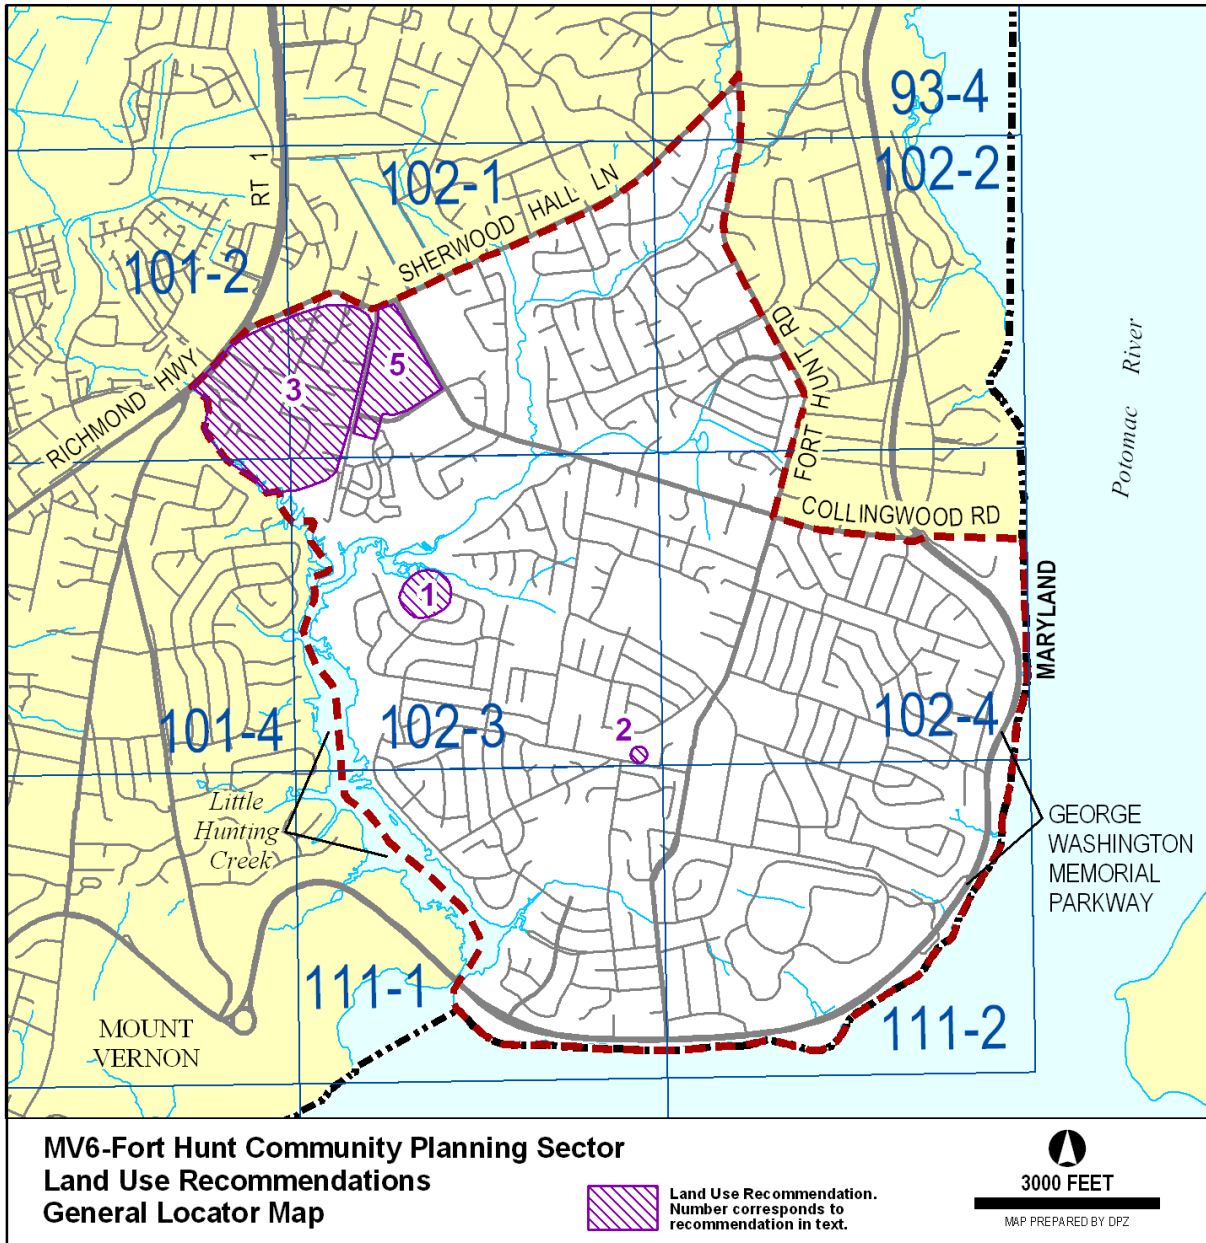 93-4
102-2
102-1
RT 1
SHERWOOD HALL LN
101-2
RICHMOND HWY
3
5
FORT HUNT RD
Potomac River
COLLINGWOOD RD
MARYLAND
1
2
101-4
102-3
102-4
Little
Hunting
Creek
GEORGE
WASHINGTON
MEMORIAL
PARKWAY
111-1
111-2
MOUNT
VERNON
MV6-Fort Hunt Community Planning Sector
Land Use Recommendations
General Locator Map
Land Use Recommendation.
Number corresponds to
recommendation in text.
3000 FEET
MAP PREPARED BY DPZ